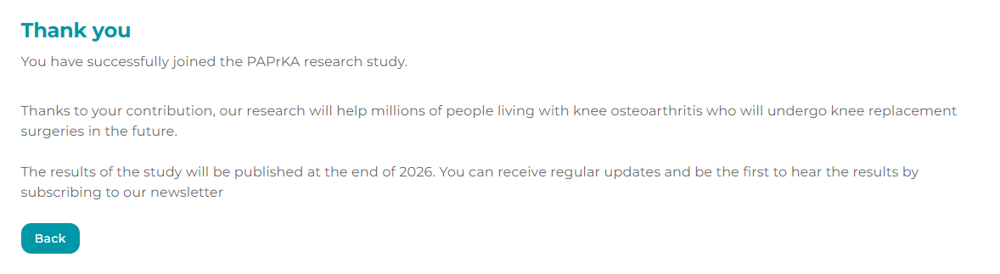 Thank you
You have successfully joined the PAPrKA research study.
Thanks to your contribution, our research will help millions of people living with knee osteoarthritis who will undergo knee replacement
surgeries in the future.
The results of the study will be published at the end of 2026. You can receive regular updates and be the first to hear the results by
subscribing to our newsletter
Back